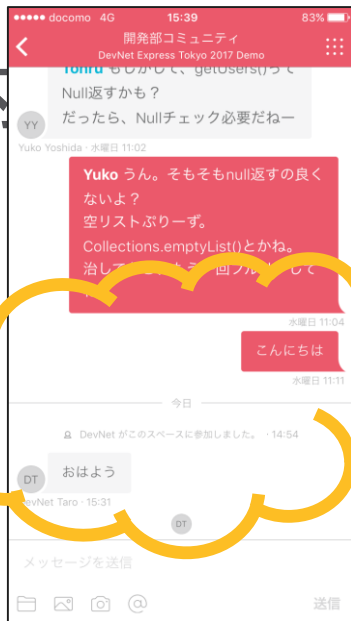 docomo 4G 15:39 83%
開発部コミュニティ
DevNet Express Tokyo 2017 Demo
Tohru もしかして、getUsers()って
Null返すかも？
だったら、Nullチェック必要だねー
YY
Yuko Yoshida · 水曜日 11:02
Yuko うん。そもそもnull返すの良く
ないよ？
空リストぷりーず。
Collections.emptyList()とかね。
水曜日 11:04
こんにちは
水曜日 11:11
今日
DevNet がこのスペースに参加しました。 · 14:54
おはよう
DT
DevNet Taro · 15:31
DT
メッセージを送信
送信